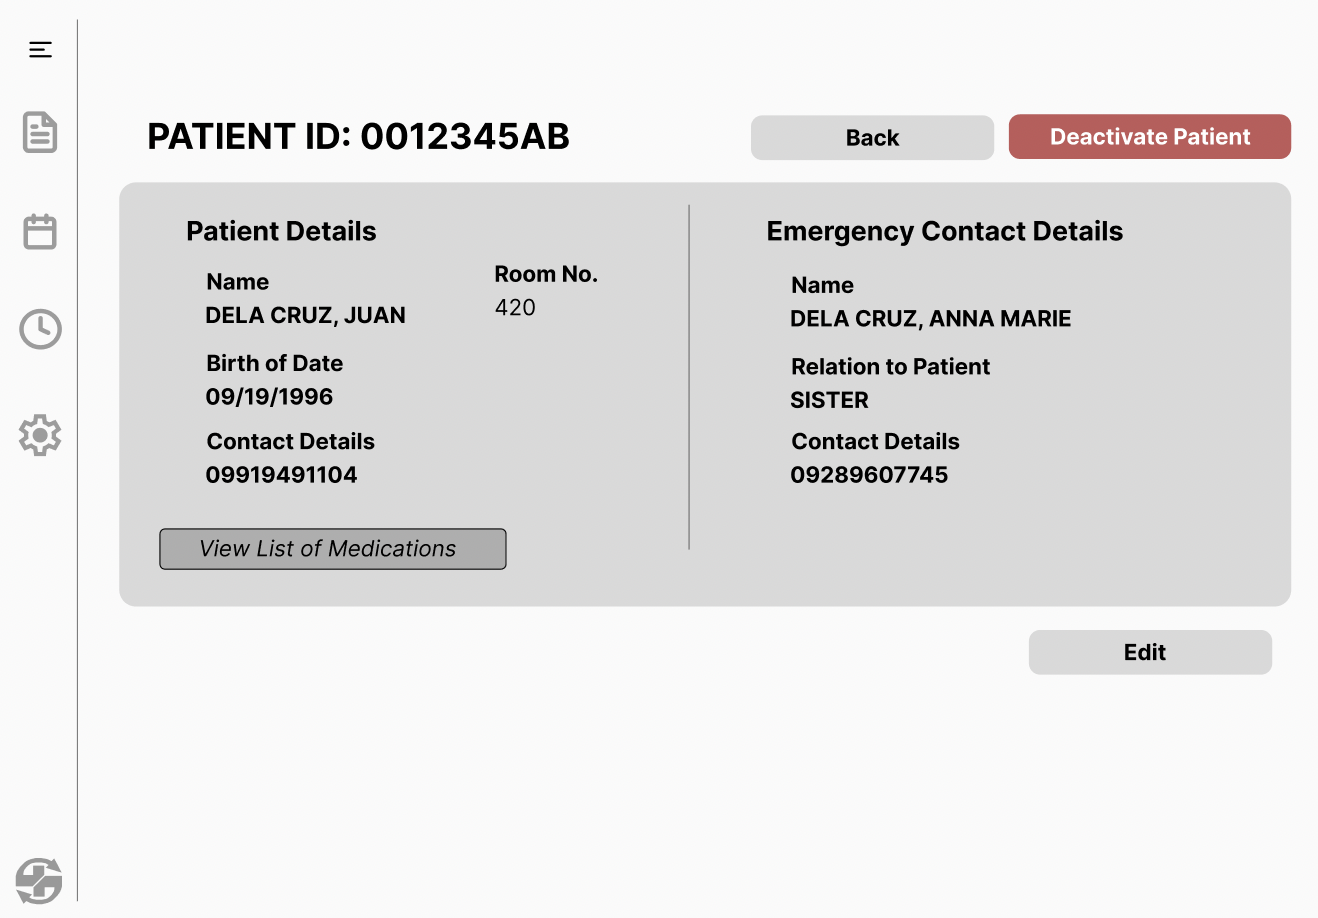 PATIENT ID: 0012345AB
Back
Deactivate Patient
Patient Details
Name
DELA CRUZ, JUAN
Room No.
420
Birth of Date
09/19/1996
Contact Details
09919491104
View List of Medications
Emergency Contact Details
Name
DELA CRUZ, ANNA MARIE
Relation to Patient
SISTER
Contact Details
09289607745
Edit